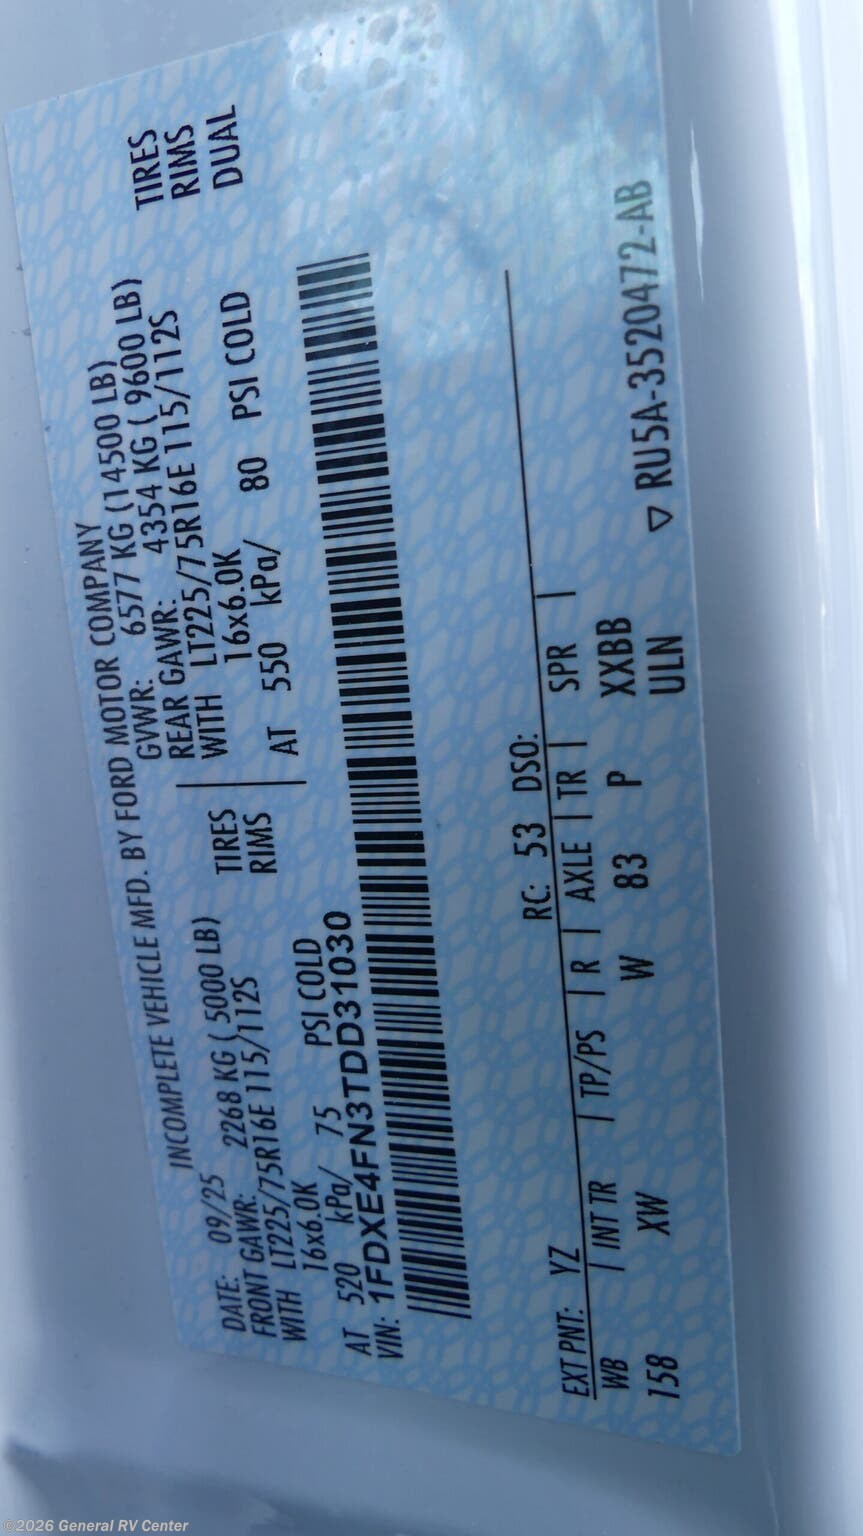 INCOMPLETE VEHICLE MFD. BY FORD MOTOR COMPANY
DATE: 09/25 GVWR: 6577 KG (14500 LB)
FRONT GAWR: 2268 KG ( 5000 LB) REAR GAWR: 4354 KG ( 9600 LB)
WITH LT225/75R16E 115/112S TIRES WITH LT225/75R16E 115/112S TIRES
16x6.0K RIMS 16x6.0K RIMS
AT 520 kPa/ 75 PSI COLD AT 550 kPa/ 80 PSI COLD DUAL
VIN: 1FDXE4FN3TDD31030
EXT PNT: YZ RC: 53 DSO:
WB | INT TR | TP/PS | R | AXLE | TR | SPR |
158 XW W 83 P XXBB
ULN
▽ RU5A-3520472-AB
©2026 General RV Center